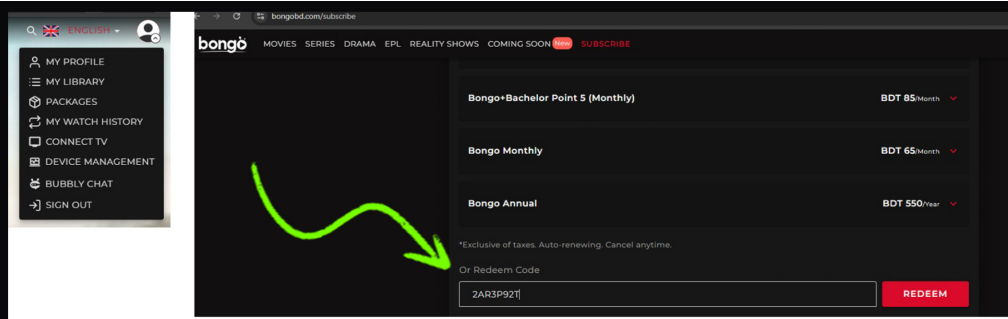 ENGLISH
MY PROFILE
MY LIBRARY
PACKAGES
MY WATCH HISTORY
CONNECT TV
DEVICE MANAGEMENT
BUBBLY CHAT
SIGN OUT
bongobd.com/subscribe
bongo MOVIES SERIES DRAMA EPL REALITY SHOWS COMING SOON New SUBSCRIBE
Bongo+Bachelor Point 5 (Monthly) BDT 85/Month
Bongo Monthly BDT 65/Month
Bongo Annual BDT 550/Year
*Exclusive of taxes. Auto-renewing. Cancel anytime.
Or Redeem Code
2AR3P92T REDEEM